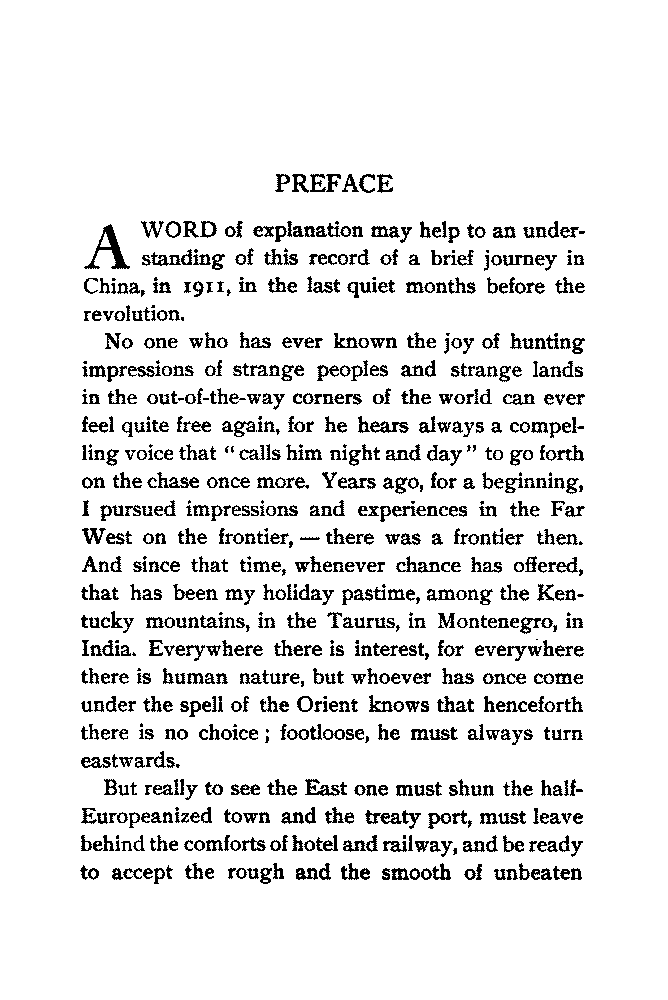 PREFACE
A WORD of explanation may help to an under-
standing of this record of a brief journey in
China, in 1911, in the last quiet months before the
revolution.
No one who has ever known the joy of hunting
impressions of strange peoples and strange lands
in the out-of-the-way corners of the world can ever
feel quite free again, for he hears always a compel-
ling voice that "calls him night and day" to go forth
on the chase once more. Years ago, for a beginning,
I pursued impressions and experiences in the Far
West on the frontier, — there was a frontier then.
And since that time, whenever chance has offered,
that has been my holiday pastime, among the Ken-
tucky mountains, in the Taurus, in Montenegro, in
India. Everywhere there is interest, for everywhere
there is human nature, but whoever has once come
under the spell of the Orient knows that henceforth
there is no choice; footloose, he must always turn
eastwards.
But really to see the East one must shun the half-
Europeanized town and the treaty port, must leave
behind the comforts of hotel and railway, and be ready
to accept the rough and the smooth of unbeaten